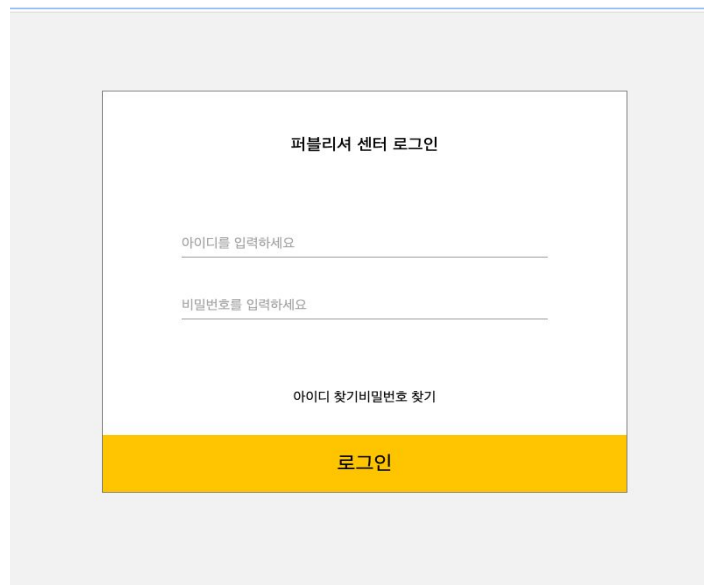 퍼블리셔 센터 로그인
아이디를 입력하세요
비밀번호를 입력하세요
아이디 찾기비밀번호 찾기
로그인